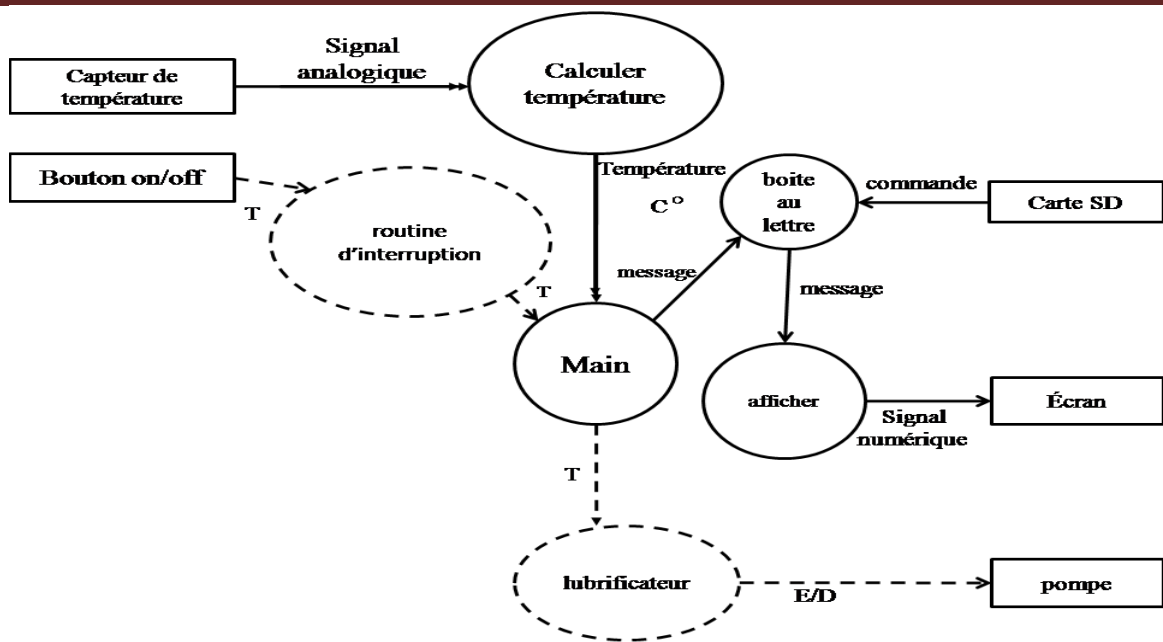 Signal
analogique
Capteur de
température
Calculer
température
Bouton on/off
T
routine
d'interruption
T
Température
C°
boite
au
lettre
commande
Carte SD
message
message
Main
afficher
Signal
numérique
Écran
T
lubrificateur
E/D
pompe